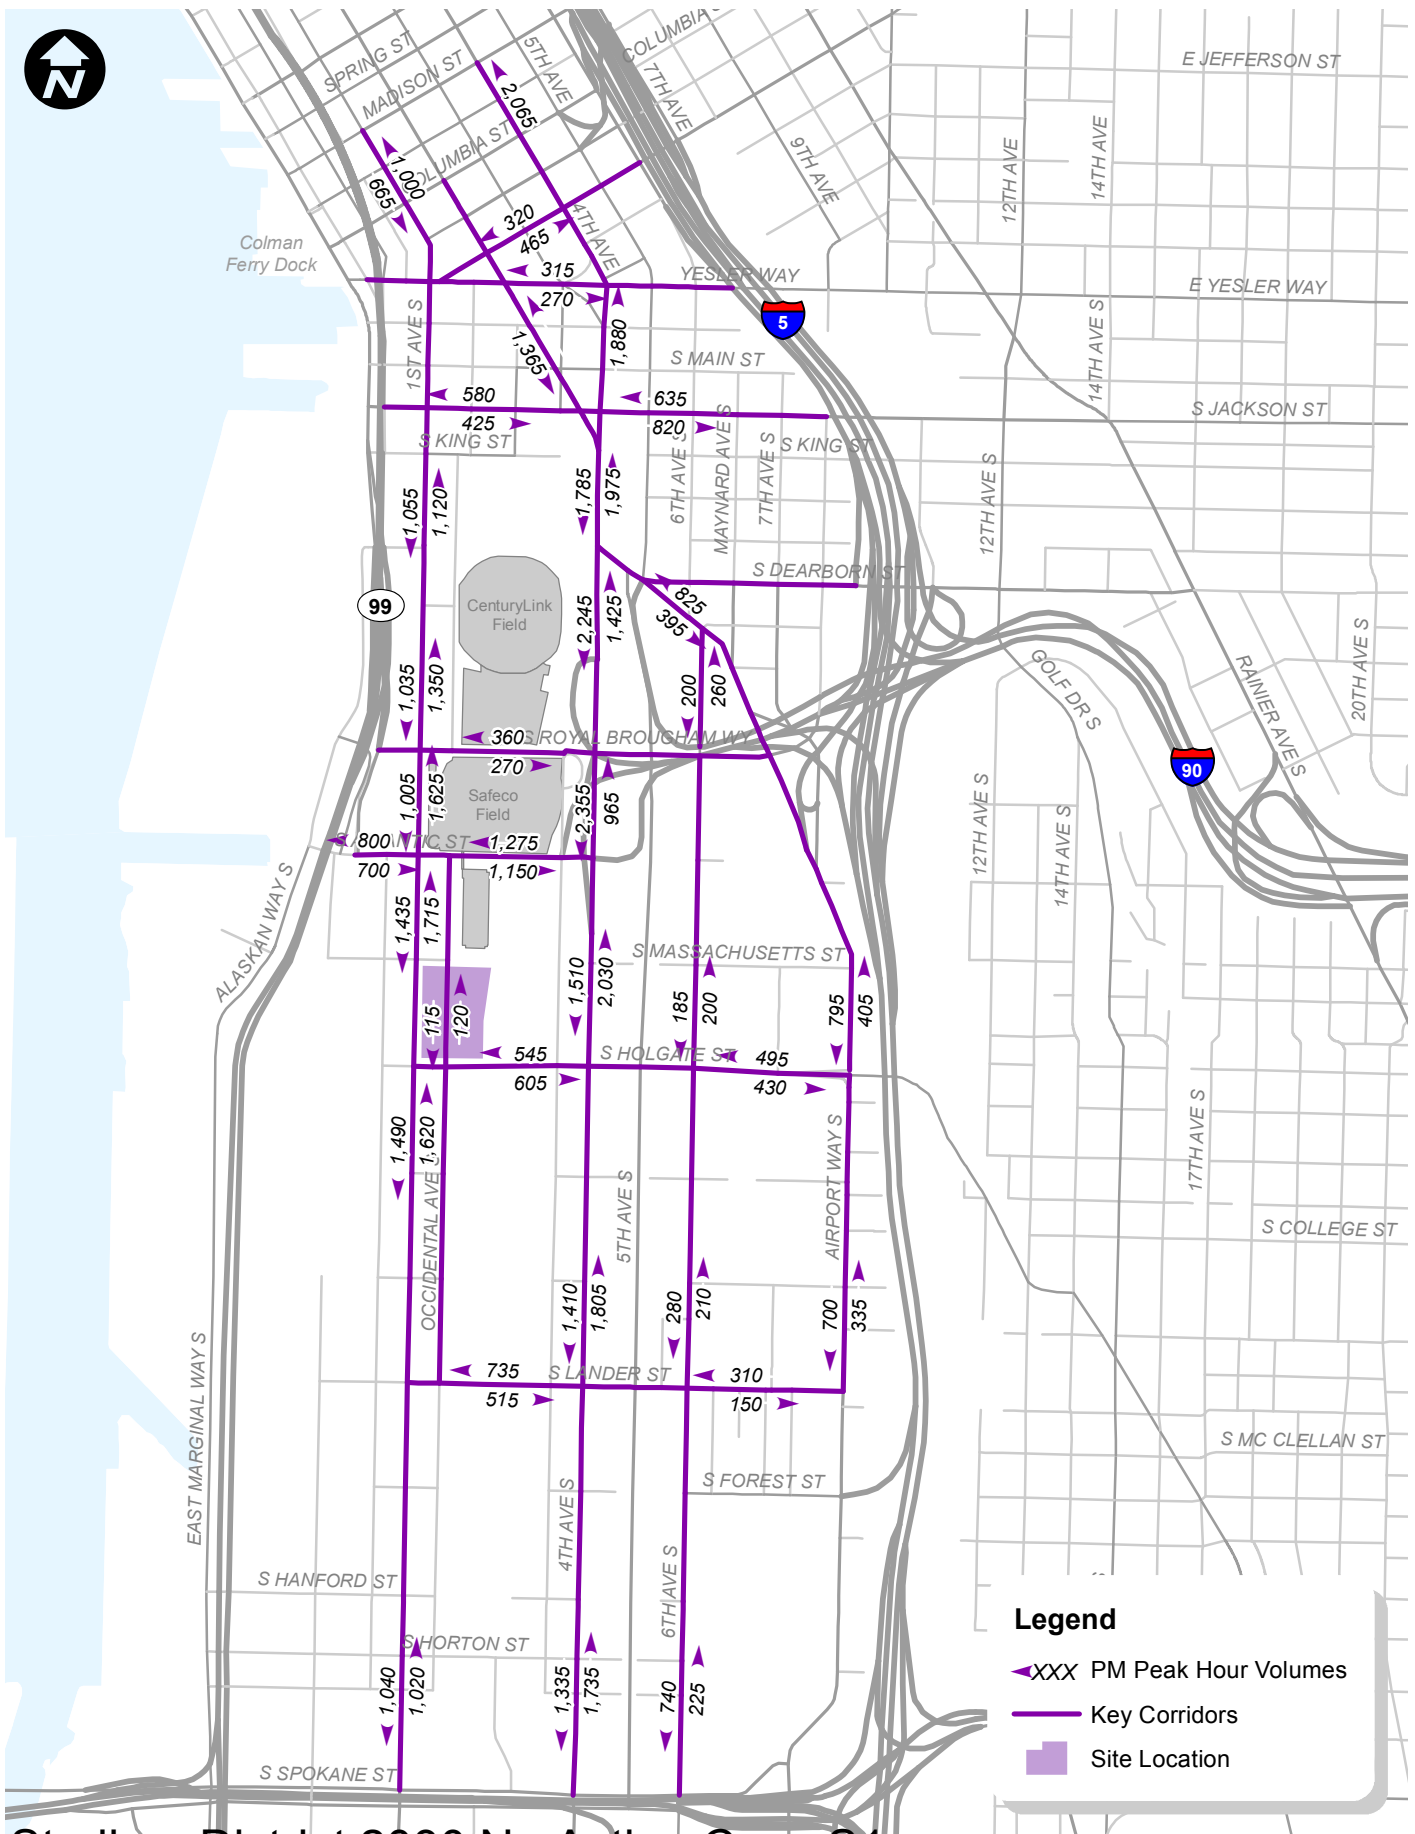 N
SPRING ST
5TH AVE
COLUMBIA
7TH AVE
E JEFFERSON ST
MADISON ST
2,065
COLUMBIA ST
1,000
665
9TH AVE
12TH AVE
14TH AVE
320
465
4TH AVE
Colman
Ferry Dock
315
270
YESLER WAY
E YESLER WAY
5
1ST AVE S
1,365
1,880
S MAIN ST
14TH AVE S
580
425
635
820
S JACKSON ST
S KING ST
S KING ST
6TH AVE S
MAYNARD AVE S
7TH AVE S
12TH AVE S
1,055
1,120
1,785
1,975
S DEARBORN ST
99
CenturyLink
Field
2,245
1,425
825
395
1,035
1,350
200
260
GOLF DR S
RAINIER AVE S
20TH AVE S
360
S ROYAL BROUGHAM WY
270
90
1,005
1,625
Safeco
Field
2,355
965
12TH AVE S
14TH AVE S
800
S ATLANTIC ST
1,275
700
1,150
ALASKAN WAY S
1,435
1,715
S MASSACHUSETTS ST
1,510
2,030
185
200
795
405
115
120
545
S HOLGATE ST
495
605
430
1,490
1,620
OCCIDENTAL AVE S
5TH AVE S
AIRPORT WAY S
17TH AVE S
S COLLEGE ST
1,410
1,805
280
210
700
335
EAST MARGINAL WAY S
735
S LANDER ST
310
515
150
S MC CLELLAN ST
S FOREST ST
4TH AVE S
6TH AVE S
S HANFORD ST
S HORTON ST
1,040
1,020
1,335
1,735
740
225
S SPOKANE ST
Legend
XXX PM Peak Hour Volumes
Key Corridors
Site Location